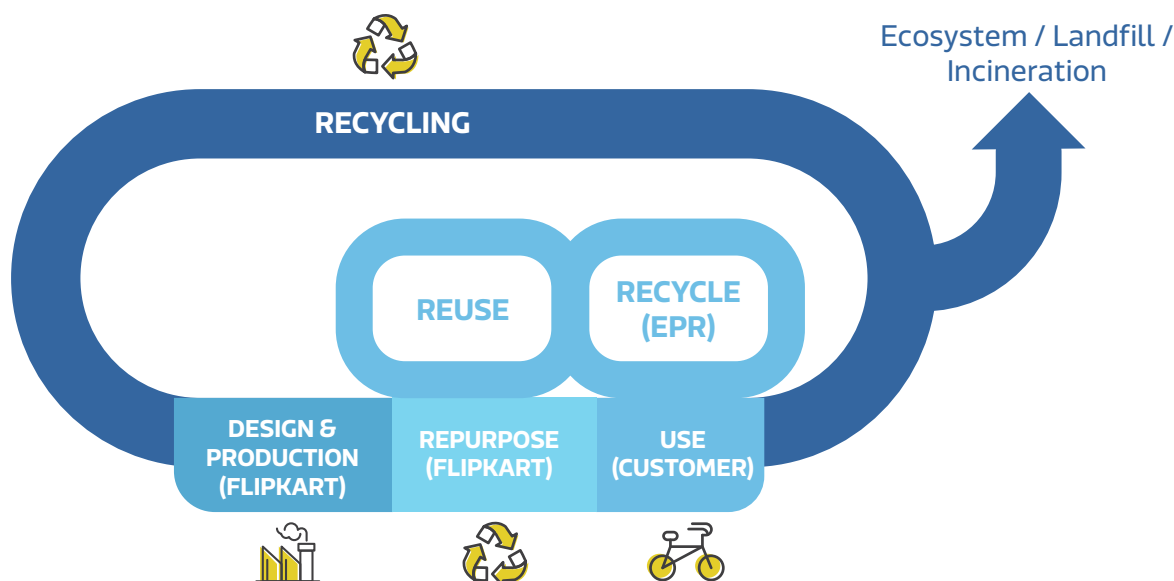 Ecosystem / Landfill /
Incineration
RECYCLING
REUSE
RECYCLE
(EPR)
DESIGN &
PRODUCTION
(FLIPKART)
REPURPOSE
(FLIPKART)
USE
(CUSTOMER)